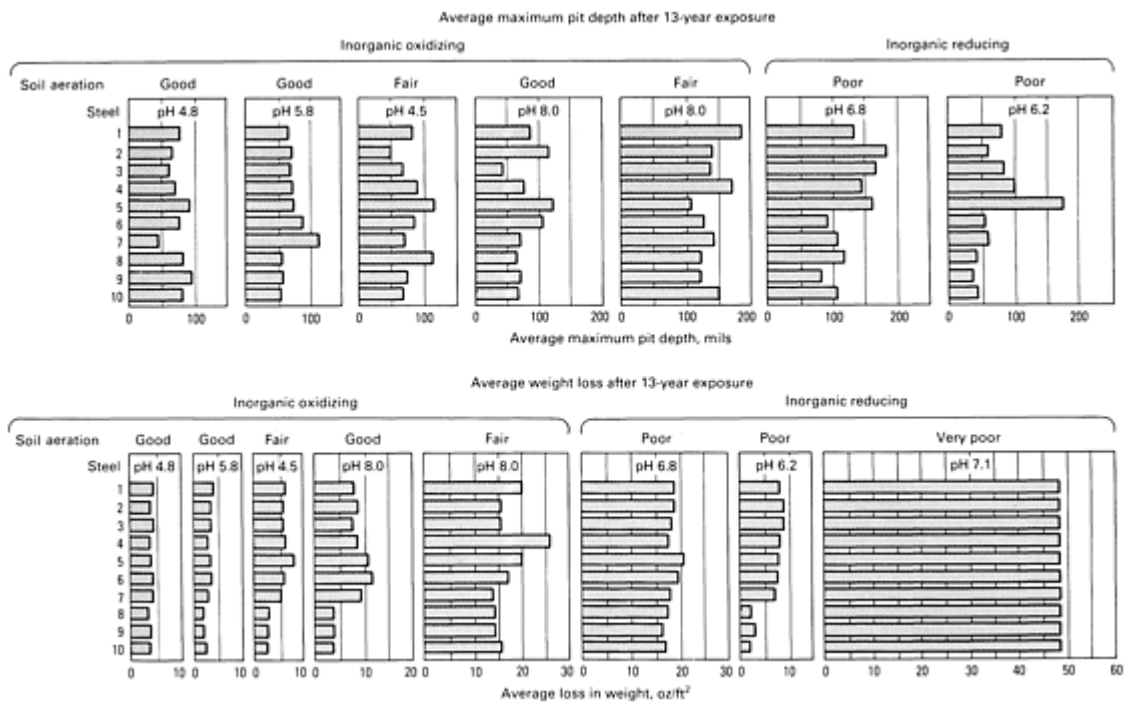 Average maximum pit depth after 13-year exposure
Inorganic oxidizing Inorganic reducing
Soil aeration Good Good Fair Good Fair Poor Poor
Steel pH 4.8 pH 5.8 pH 4.5 pH 8.0 pH 8.0 pH 6.8 pH 6.2
1
2
3
4
5
6
7
8
9
10
0 100 0 100 0 100 0 100 200 0 100 200 0 100 200 0 100 200
Average maximum pit depth, mils
Average weight loss after 13-year exposure
Inorganic oxidizing Inorganic reducing
Soil aeration Good Good Fair Good Fair Poor Poor Very poor
Steel pH 4.8 pH 5.8 pH 4.5 pH 8.0 pH 8.0 pH 6.8 pH 6.2 pH 7.1
1
2
3
4
5
6
7
8
9
10
0 10 0 10 0 10 0 10 20 0 10 20 30 0 10 20 30 0 10 0 10 20 30 40 50 60
Average loss in weight, oz/ft²